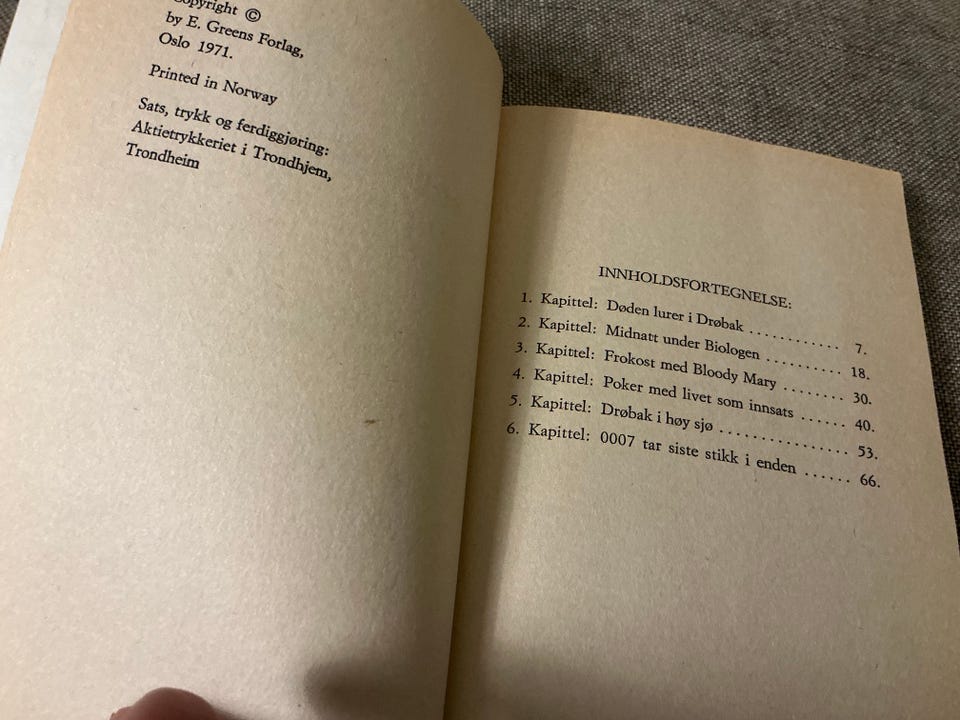 Copyright ©
by E. Greens Forlag,
Oslo 1971.
Printed in Norway
Sats, trykk og ferdiggjøring:
Aktietrykkeriet i Trondhjem,
Trondheim
INNHOLDSFORTEGNELSE:
1. Kapittel: Døden lurer i Drøbak ............ 7.
2. Kapittel: Midnatt under Biologen .......... 18.
3. Kapittel: Frokost med Bloody Mary ........ 30.
4. Kapittel: Poker med livet som innsats ...... 40.
5. Kapittel: Drøbak i høy sjø ................ 53.
6. Kapittel: 0007 tar siste stikk i enden ...... 66.